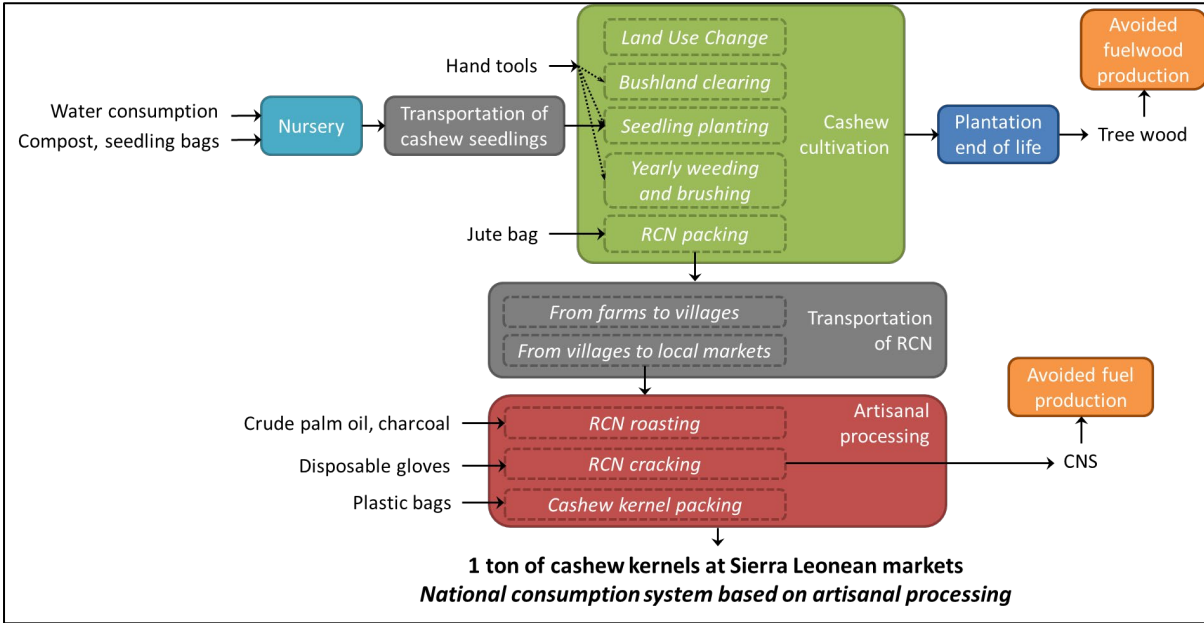 Land Use Change
Avoided
fuelwood
production
Hand tools
Bushland clearing
Water consumption
Compost, seedling bags
Nursery
Transportation of
cashew seedlings
Seedling planting
Cashew
cultivation
Plantation
end of life
Tree wood
Yearly weeding
and brushing
Jute bag
RCN packing
From farms to villages
From villages to local markets
Transportation
of RCN
Avoided fuel
production
Crude palm oil, charcoal
RCN roasting
Artisanal
processing
Disposable gloves
RCN cracking
CNS
Plastic bags
Cashew kernel packing
1 ton of cashew kernels at Sierra Leonean markets
National consumption system based on artisanal processing